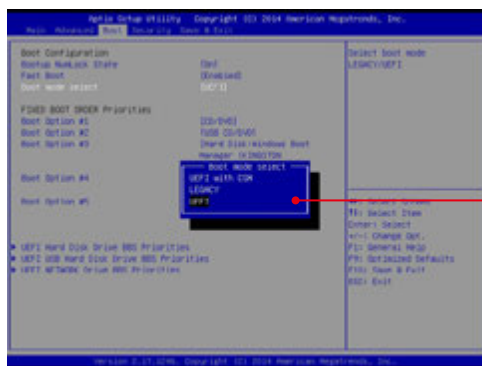 Aptio Setup Utility Copyright (C) 2014 American Megatrends, Inc.
Main Advanced Boot Security Save & Exit
Boot Configuration
Bootup NumLock State [On]
Fast Boot [Enabled]
Boot mode select [UEFI]
FIXED BOOT ORDER Priorities
Boot Option #1 [CD/DVD]
Boot Option #2 [USB CD/DVD]
Boot Option #3 [Hard Disk:Windows Boot
Manager (KINGSTON
Boot Option #4
Boot Option #5
Boot mode select
UEFI with CSM
LEGACY
UEFI
UEFI Hard Disk Drive BBS Priorities
UEFI USB Hard Disk Drive BBS Priorities
UEFI NETWORK Drive BBS Priorities
Select boot mode
LEGACY/UEFI
Select Screen
Select Item
Enter: Select
+/-: Change Opt.
F1: General Help
F9: Optimized Defaults
F10: Save & Exit
ESC: Exit
Copyright (C) 2014 American Megatrends, Inc.